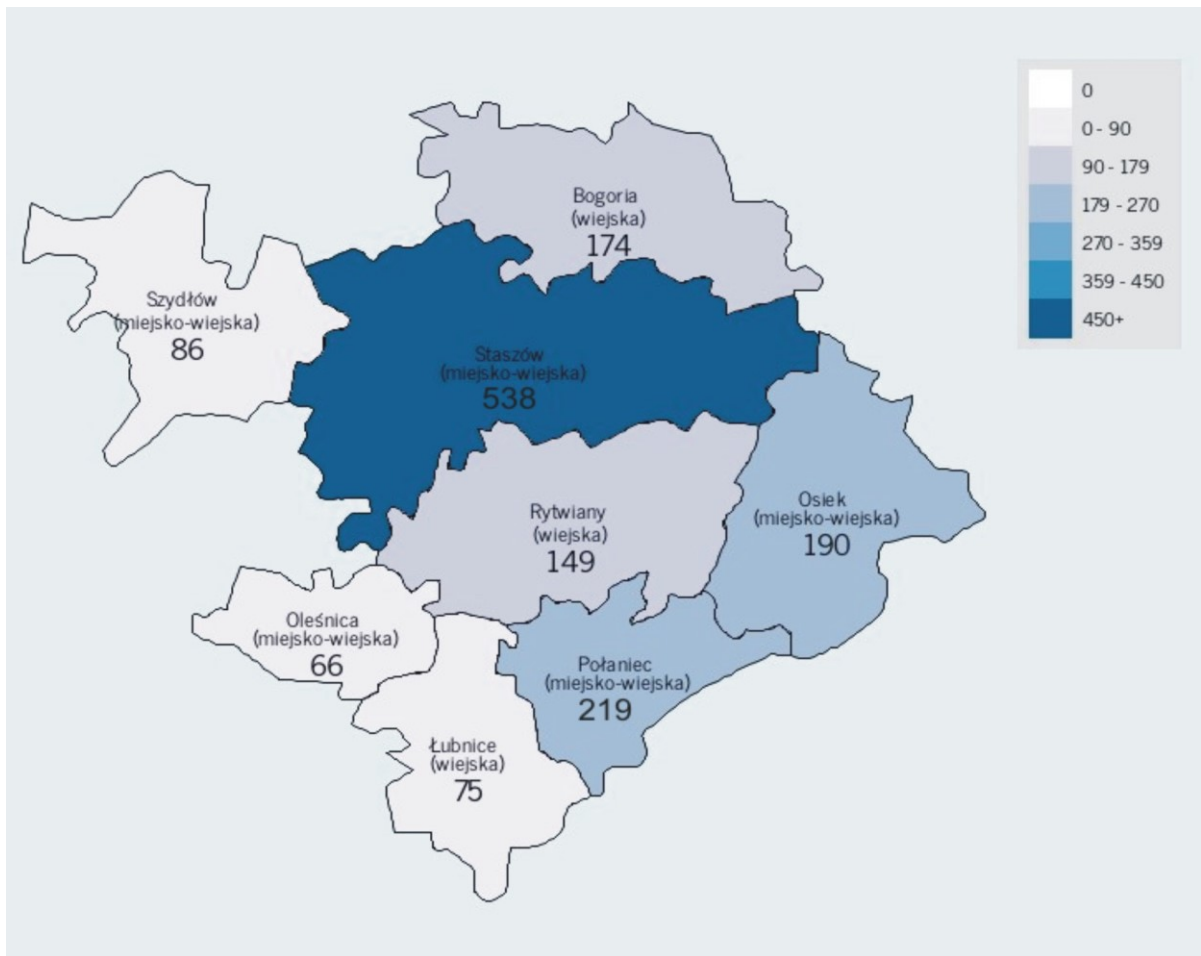 0
0 - 90
90 - 179
179 - 270
270 - 359
359 - 450
450+
Bogoria
(wiejska)
174
Szydłów
(miejsko-wiejska)
86
Staszów
(miejsko-wiejska)
538
Osiek
(miejsko-wiejska)
190
Rytwiany
(wiejska)
149
Oleśnica
(miejsko-wiejska)
66
Połaniec
(miejsko-wiejska)
219
Łubnice
(wiejska)
75